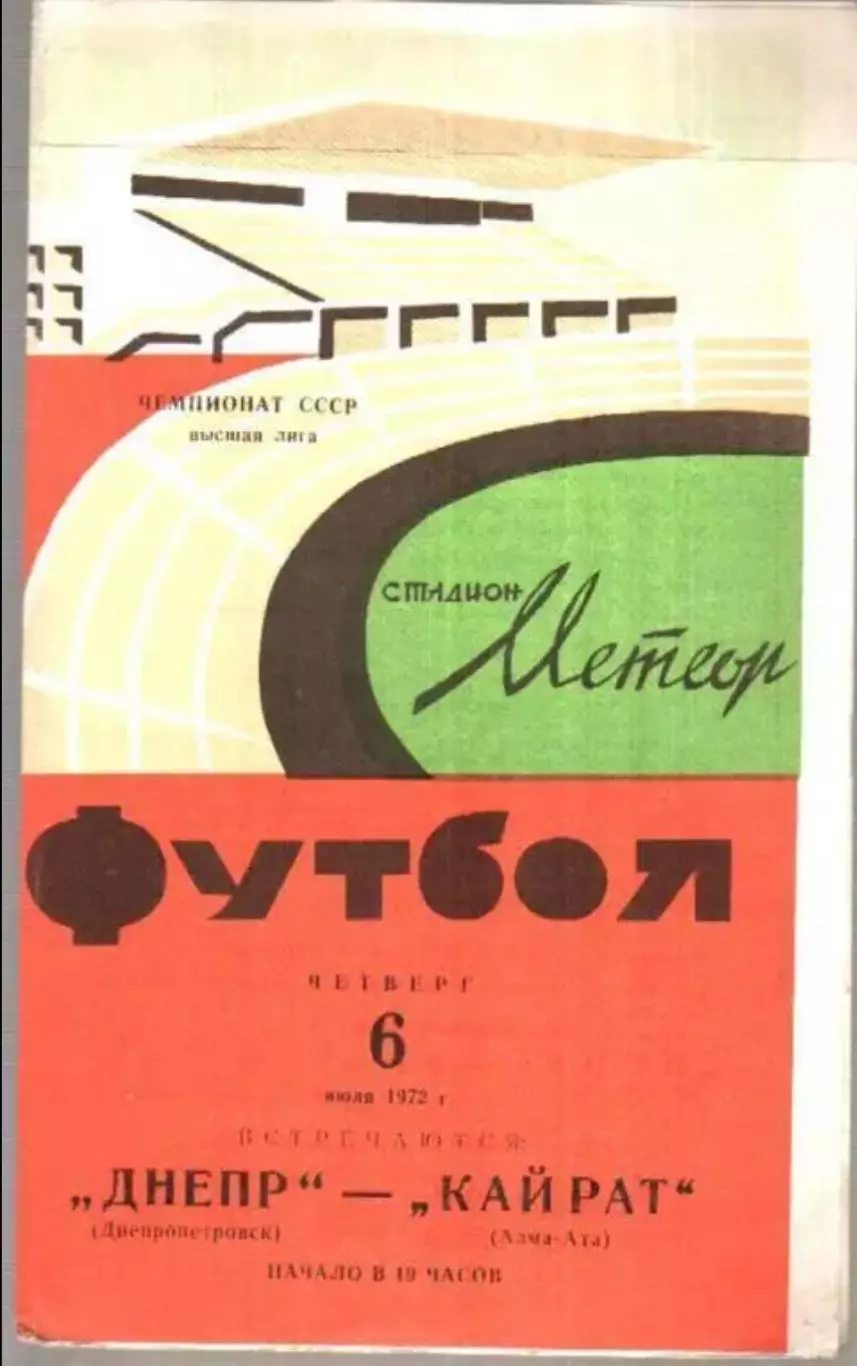 ЧЕМПИОНАТ СССР
высшая лига
СТАДИОН
Метеор
ФУТБОЛ
ЧЕТВЕРГ
6
июля 1972 г
ВСТРЕЧАЮТСЯ:
„ДНЕПР“ — „КАЙРАТ“
(Днепропетровск) (Алма-Ата)
НАЧАЛО В 19 ЧАСОВ